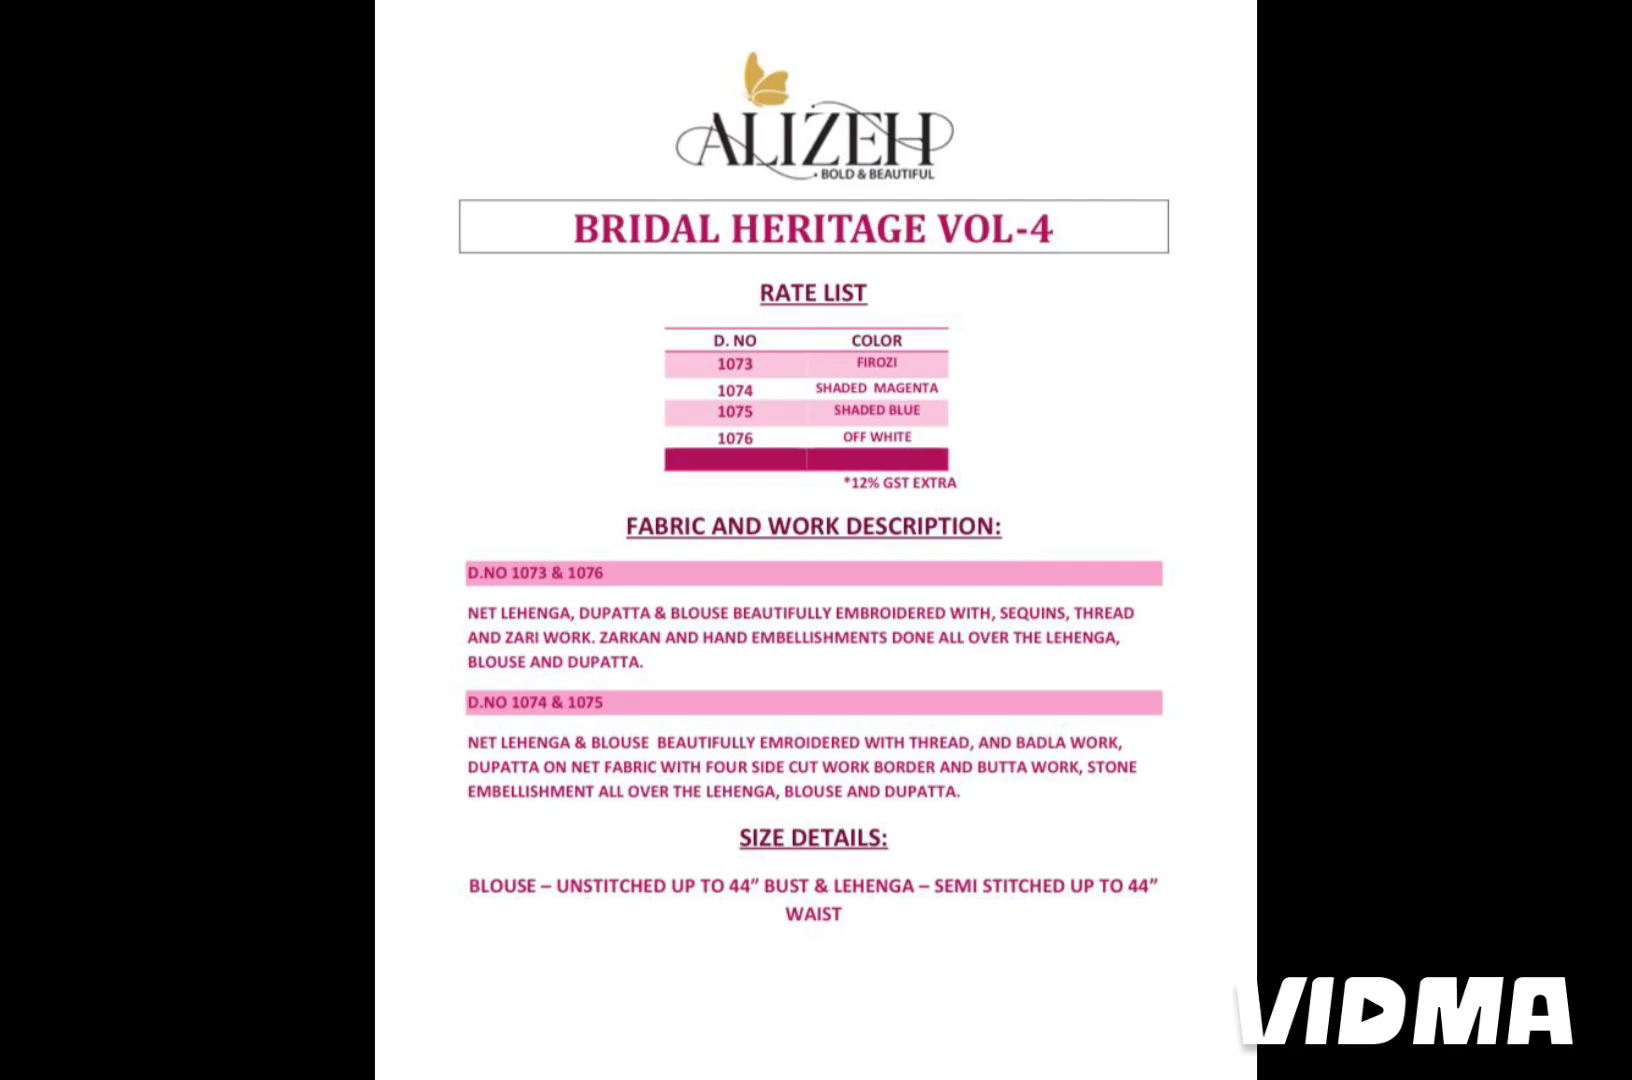 ALIZEH
BOLD & BEAUTIFUL
BRIDAL HERITAGE VOL-4
RATE LIST
D. NO COLOR
1073 FIROZI
1074 SHADED MAGENTA
1075 SHADED BLUE
1076 OFF WHITE
*12% GST EXTRA
FABRIC AND WORK DESCRIPTION:
D.NO 1073 & 1076
NET LEHENGA, DUPATTA & BLOUSE BEAUTIFULLY EMBROIDERED WITH, SEQUINS, THREAD
AND ZARI WORK. ZARKAN AND HAND EMBELLISHMENTS DONE ALL OVER THE LEHENGA,
BLOUSE AND DUPATTA.
D.NO 1074 & 1075
NET LEHENGA & BLOUSE BEAUTIFULLY EMROIDERED WITH THREAD, AND BADLA WORK,
DUPATTA ON NET FABRIC WITH FOUR SIDE CUT WORK BORDER AND BUTTA WORK, STONE
EMBELLISHMENT ALL OVER THE LEHENGA, BLOUSE AND DUPATTA.
SIZE DETAILS:
BLOUSE – UNSTITCHED UP TO 44” BUST & LEHENGA – SEMI STITCHED UP TO 44”
WAIST
VIDMA